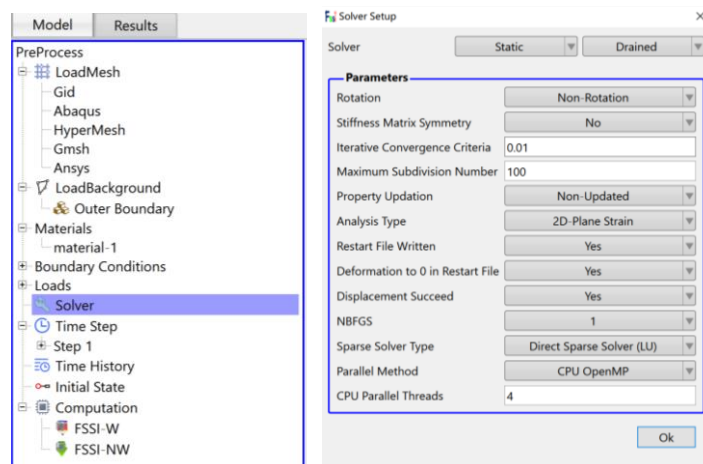 Model Results
PreProcess
LoadMesh
Gid
Abaqus
HyperMesh
Gmsh
Ansys
LoadBackground
Outer Boundary
Materials
material-1
Boundary Conditions
Loads
Solver
Time Step
Step 1
Time History
Initial State
Computation
FSSI-W
FSSI-NW
Solver Setup
Solver Static Drained
Parameters
Rotation Non-Rotation
Stiffness Matrix Symmetry No
Iterative Convergence Criteria 0.01
Maximum Subdivision Number 100
Property Updation Non-Updated
Analysis Type 2D-Plane Strain
Restart File Written Yes
Deformation to 0 in Restart File Yes
Displacement Succeed Yes
NBFGS 1
Sparse Solver Type Direct Sparse Solver (LU)
Parallel Method CPU OpenMP
CPU Parallel Threads 4
Ok